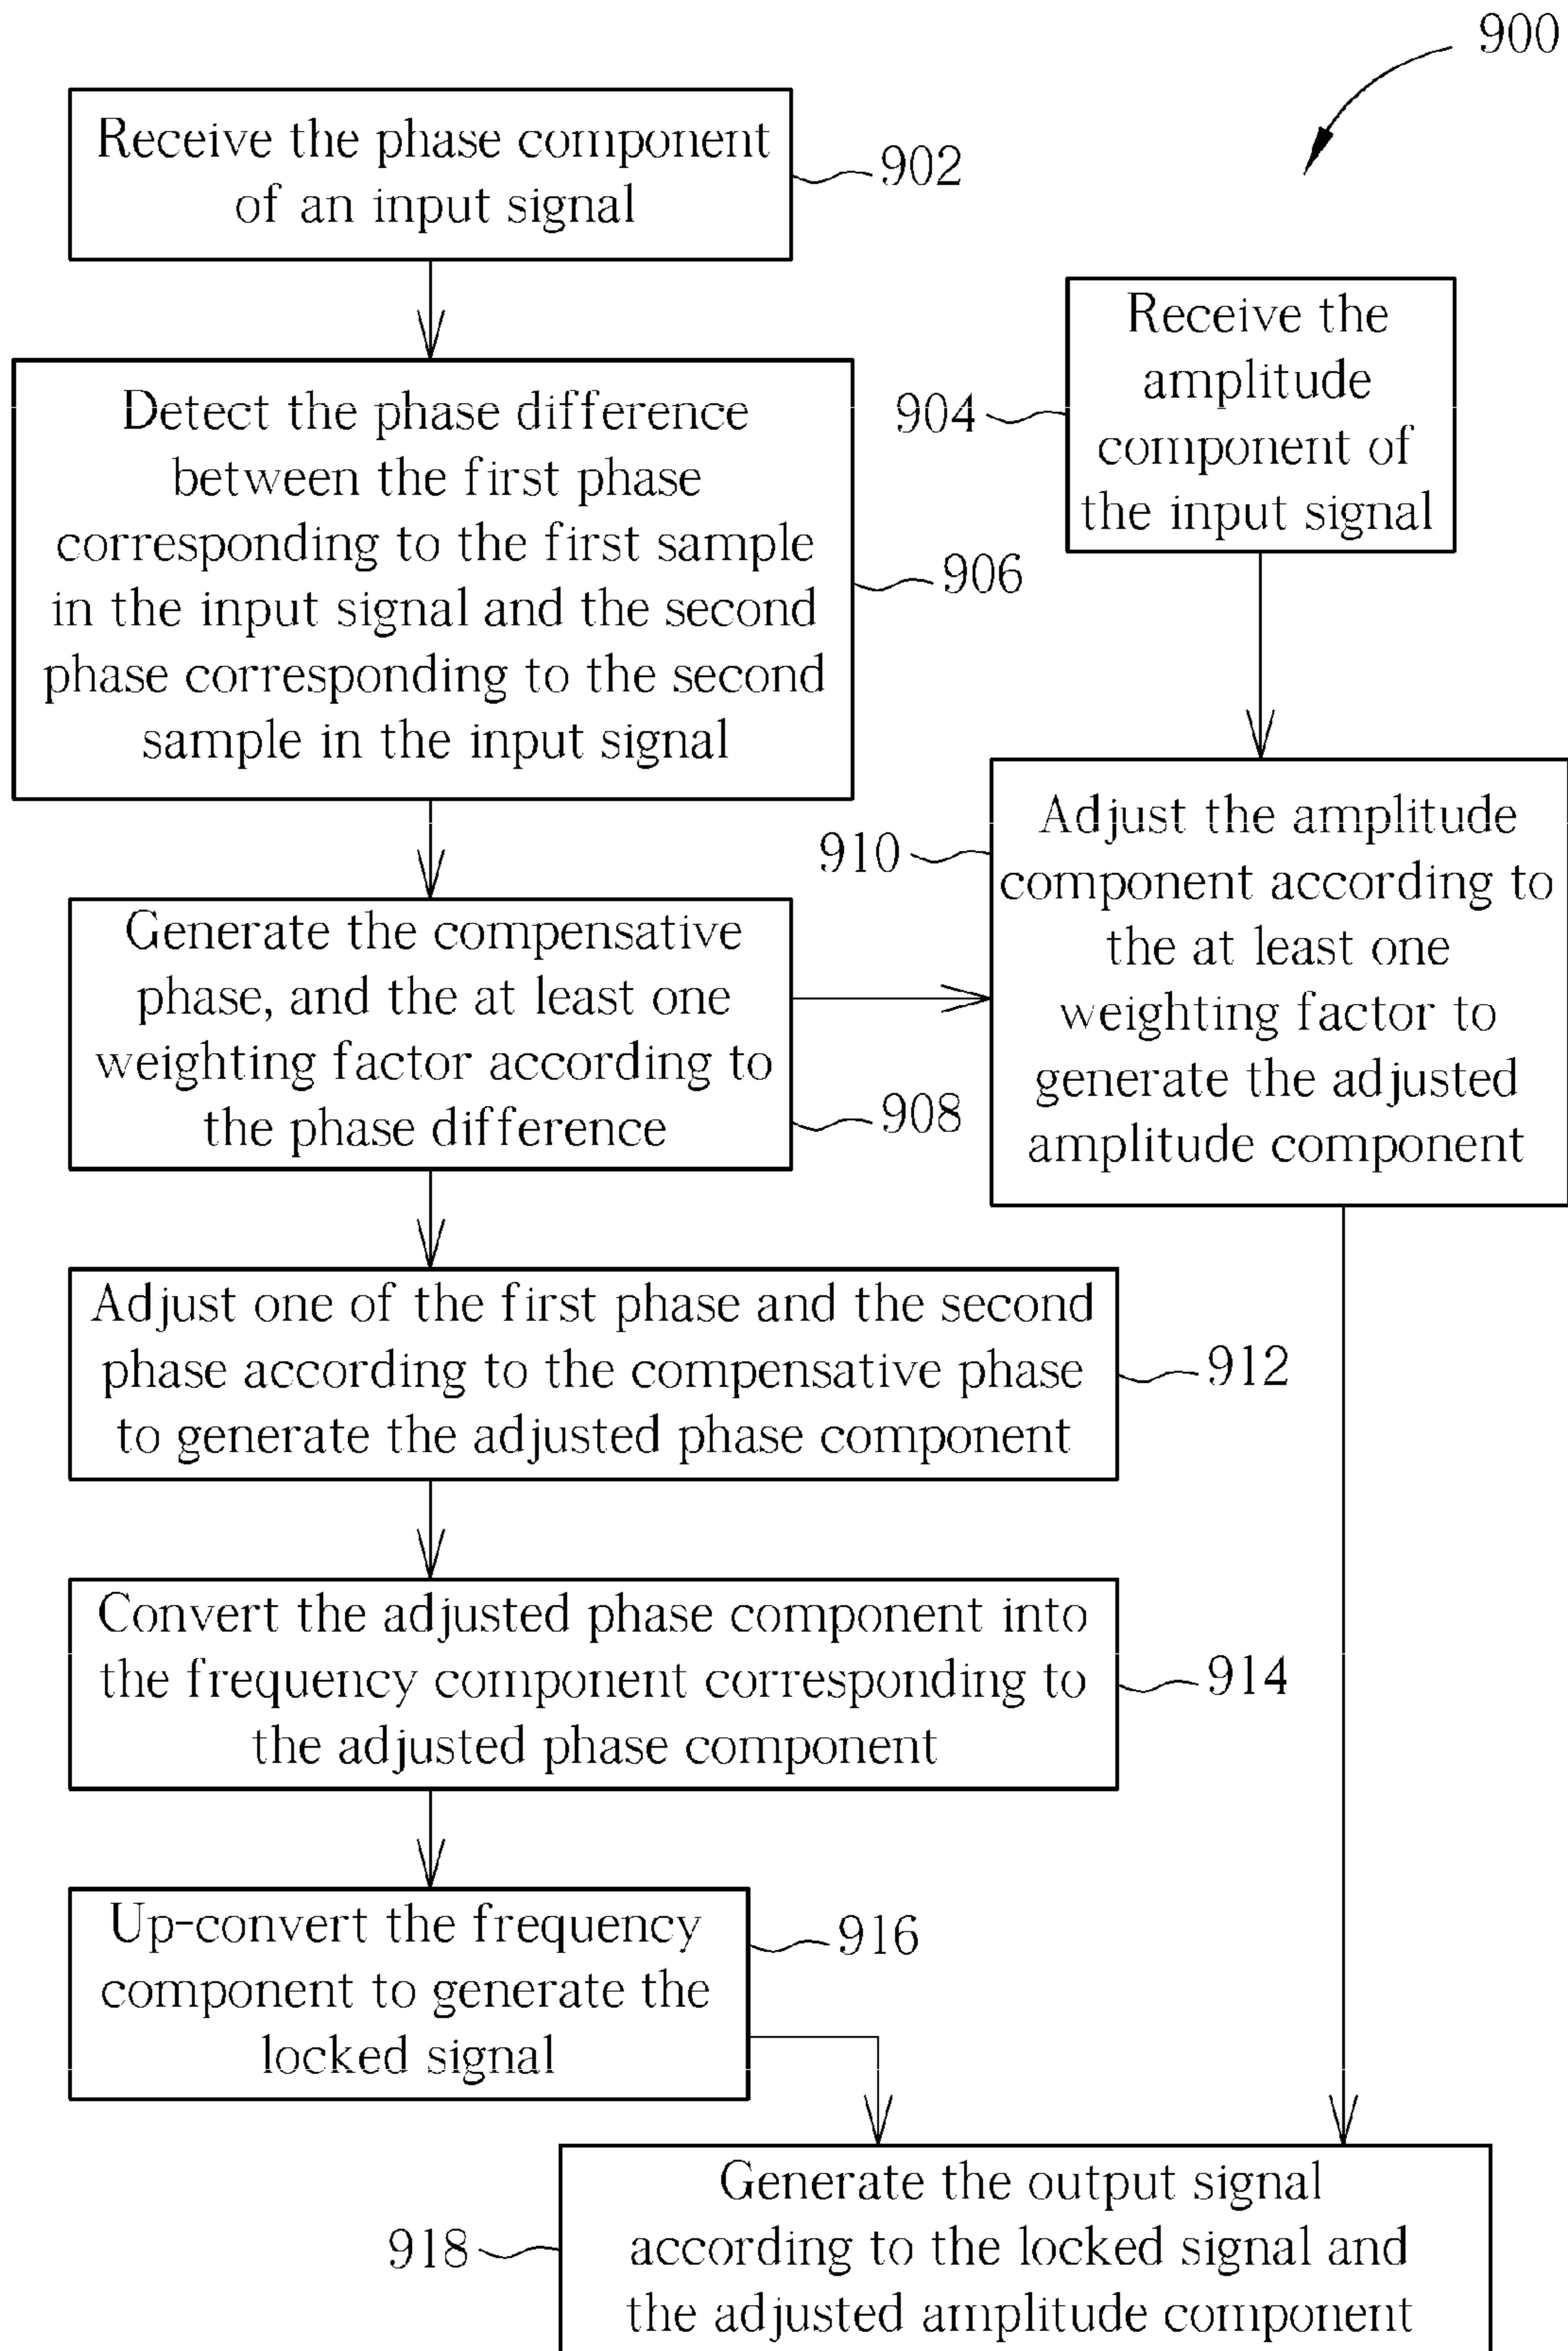 900
Receive the phase component
of an input signal
902
Receive the
amplitude
component of
the input signal
904
Detect the phase difference
between the first phase
corresponding to the first sample
in the input signal and the second
phase corresponding to the second
sample in the input signal
906
Generate the compensative
phase, and the at least one
weighting factor according to
the phase difference
908
910
Adjust the amplitude
component according to
the at least one
weighting factor to
generate the adjusted
amplitude component
Adjust one of the first phase and the second
phase according to the compensative phase
to generate the adjusted phase component
912
Convert the adjusted phase component into
the frequency component corresponding to
the adjusted phase component
914
Up-convert the frequency
component to generate the
locked signal
916
918
Generate the output signal
according to the locked signal and
the adjusted amplitude component